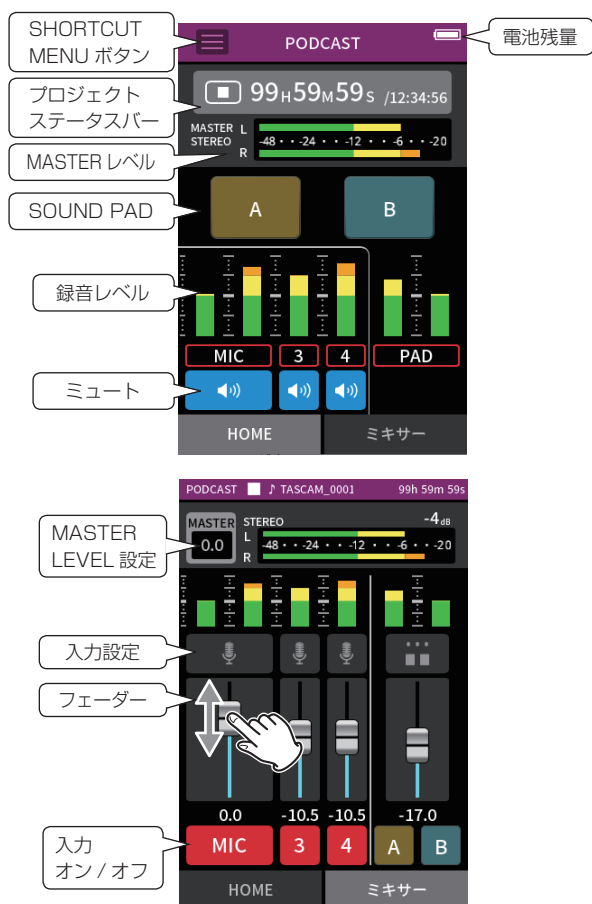 SHORTCUT
MENU ボタン
PODCAST
電池残量
プロジェクト
ステータスバー
99H59M59S /12:34:56
MASTER L
STEREO
-48 · · -24 · · -12 · · -6 · · -20
R
MASTER レベル
SOUND PAD
A
B
録音レベル
MIC
3
4
PAD
ミュート
HOME
ミキサー
PODCAST ♪ TASCAM_0001 99h 59m 59s
MASTER
LEVEL 設定
MASTER STEREO -4dB
0.0
L
-48 · · -24 · · -12 · · -6 · · -20
R
入力設定
フェーダー
0.0 -10.5 -10.5 -17.0
入力
オン / オフ
MIC
3
4
A
B
HOME
ミキサー